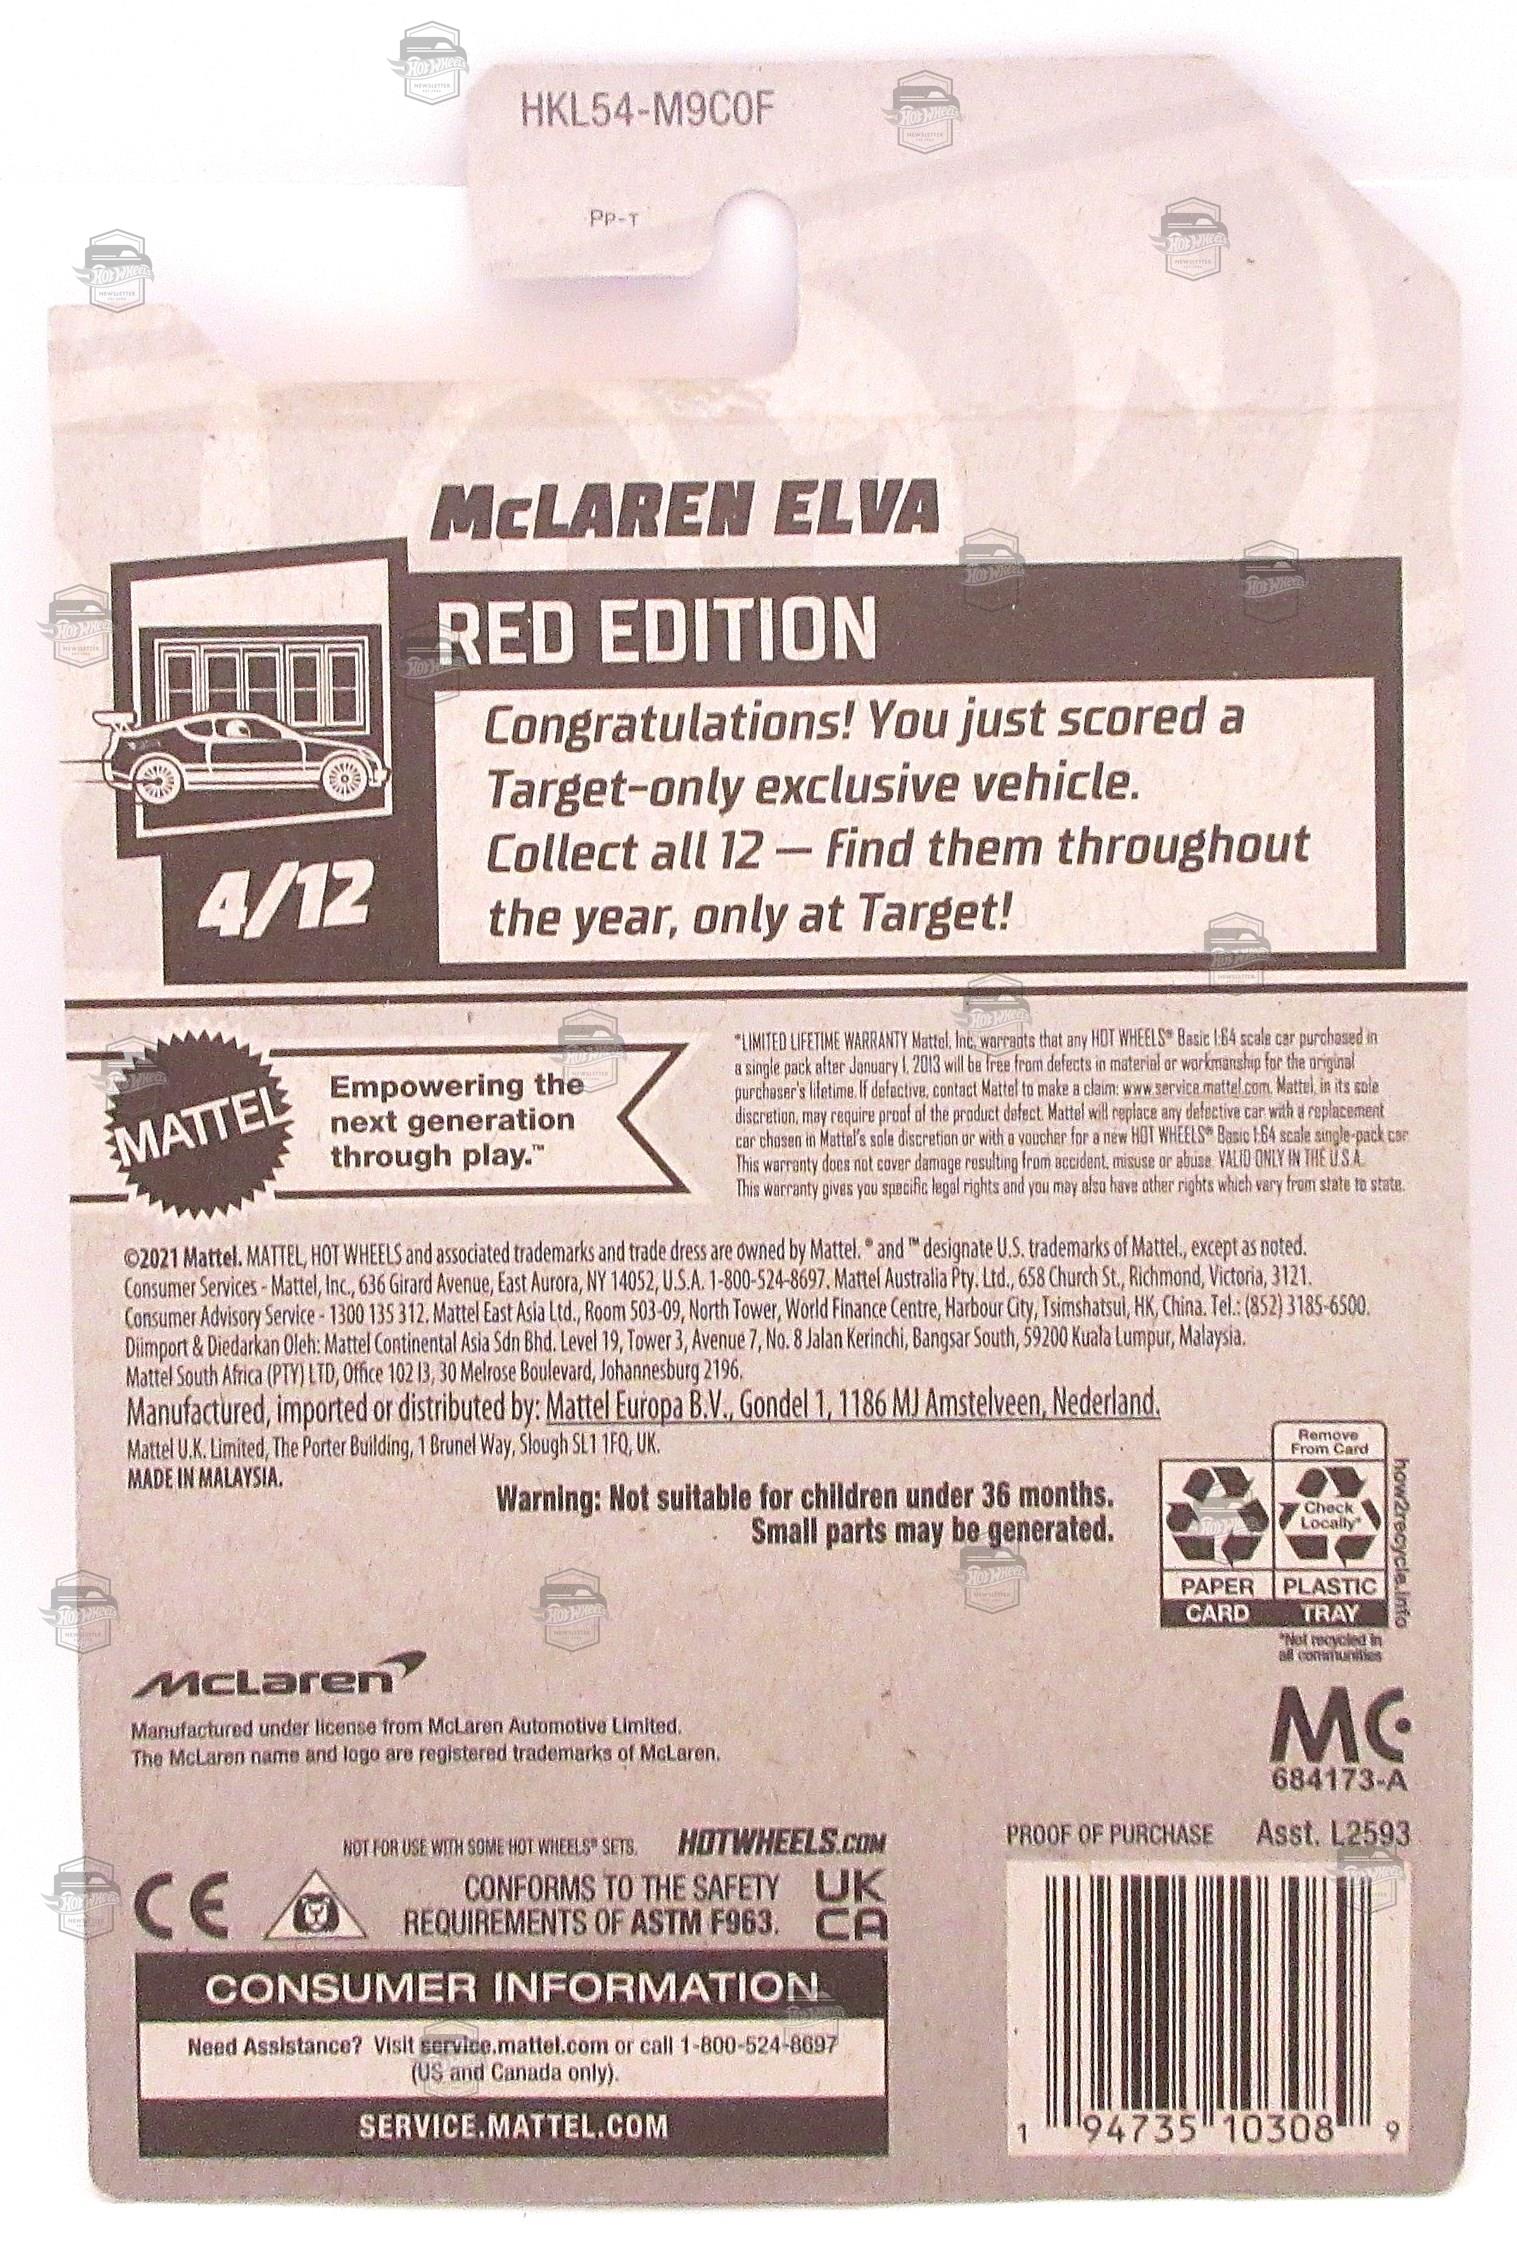 HKL54-M9C0F
PP-T
McLAREN ELVA
RED EDITION
Congratulations! You just scored a
Target-only exclusive vehicle.
Collect all 12 — find them throughout
the year, only at Target!
4/12
MATTEL
Empowering the
next generation
through play.™
*LIMITED LIFETIME WARRANTY Mattel, Inc. warrants that any HOT WHEELS® Basic 1:64 scale car purchased in
a single pack after January 1, 2013 will be free from defects in material or workmanship for the original
purchaser's lifetime. If defective, contact Mattel to make a claim: www.service.mattel.com. Mattel, in its sole
discretion, may require proof of the product defect. Mattel will replace any defective car with a replacement
car chosen in Mattel's sole discretion or with a voucher for a new HOT WHEELS® Basic 1:64 scale single-pack car
This warranty does not cover damage resulting from accident, misuse or abuse. VALID ONLY IN THE U.S.A.
This warranty gives you specific legal rights and you may also have other rights which vary from state to state.
©2021 Mattel. MATTEL, HOT WHEELS and associated trademarks and trade dress are owned by Mattel. ® and ™ designate U.S. trademarks of Mattel., except as noted.
Consumer Services - Mattel, Inc., 636 Girard Avenue, East Aurora, NY 14052, U.S.A. 1-800-524-8697. Mattel Australia Pty. Ltd., 658 Church St., Richmond, Victoria, 3121.
Consumer Advisory Service - 1300 135 312. Mattel East Asia Ltd., Room 503-09, North Tower, World Finance Centre, Harbour City, Tsimshatsui, HK, China. Tel.: (852) 3185-6500.
Diimport & Diedarkan Oleh: Mattel Continental Asia Sdn Bhd. Level 19, Tower 3, Avenue 7, No. 8 Jalan Kerinchi, Bangsar South, 59200 Kuala Lumpur, Malaysia.
Mattel South Africa (PTY) LTD, Office 102 I3, 30 Melrose Boulevard, Johannesburg 2196.
Manufactured, imported or distributed by: Mattel Europa B.V., Gondel 1, 1186 MJ Amstelveen, Nederland.
Mattel U.K. Limited, The Porter Building, 1 Brunel Way, Slough SL1 1FQ, UK.
MADE IN MALAYSIA.
Warning: Not suitable for children under 36 months.
Small parts may be generated.
Remove
From Card
Check
Locally*
PAPER PLASTIC
CARD TRAY
how2recycle.info
*Not recycled in
all communities
McLaren
Manufactured under license from McLaren Automotive Limited.
The McLaren name and logo are registered trademarks of McLaren.
MC
684173-A
NOT FOR USE WITH SOME HOT WHEELS® SETS.
HOTWHEELS.COM
PROOF OF PURCHASE Asst. L2593
CE
CONFORMS TO THE SAFETY
REQUIREMENTS OF ASTM F963.
UK
CA
CONSUMER INFORMATION
Need Assistance? Visit service.mattel.com or call 1-800-524-8697
(US and Canada only).
SERVICE.MATTEL.COM
1 94735 10308 9